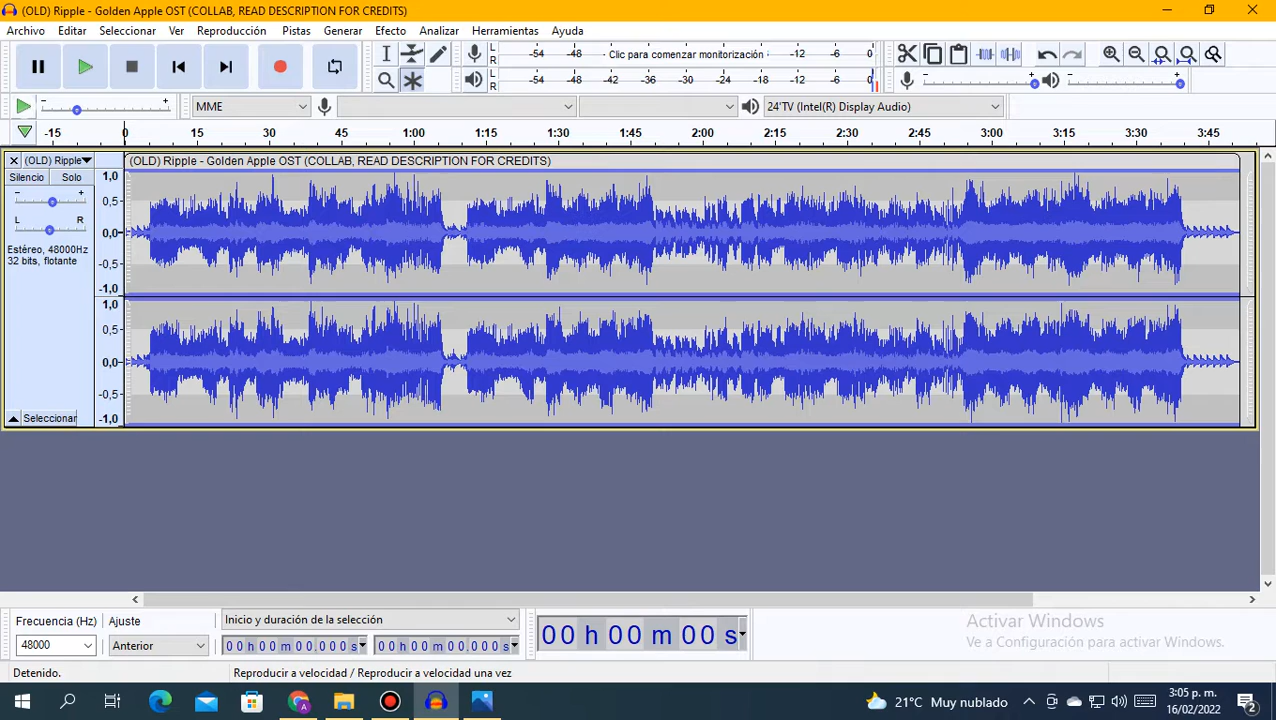 (OLD) Ripple - Golden Apple OST (COLLAB, READ DESCRIPTION FOR CREDITS)
Archivo Editar Seleccionar Ver Reproducción Pistas Generar Efecto Analizar Herramientas Ayuda
L R -54 -48 Clic para comenzar monitorización -12 -6 0
L R -54 -48 -42 -36 -30 -24 -18 -12 -6 0
MME 24'TV (Intel(R) Display Audio)
-15 0 15 30 45 1:00 1:15 1:30 1:45 2:00 2:15 2:30 2:45 3:00 3:15 3:30 3:45
(OLD) Ripple (OLD) Ripple - Golden Apple OST (COLLAB, READ DESCRIPTION FOR CREDITS)
Silencio Solo 1,0
- + 0,5
L R 0,0
Estéreo, 48000Hz
32 bits, flotante -0,5
-1,0
1,0
0,5
0,0
-0,5
Seleccionar -1,0
Frecuencia (Hz) Ajuste Inicio y duración de la selección
48000 Anterior 00 h 00 m 00.000 s 00 h 00 m 00.000 s 00 h 00 m 00 s
Activar Windows
Ve a Configuración para activar Windows.
Detenido. Reproducir a velocidad / Reproducir a velocidad una vez
21°C Muy nublado 3:05 p. m.
16/02/2022 2